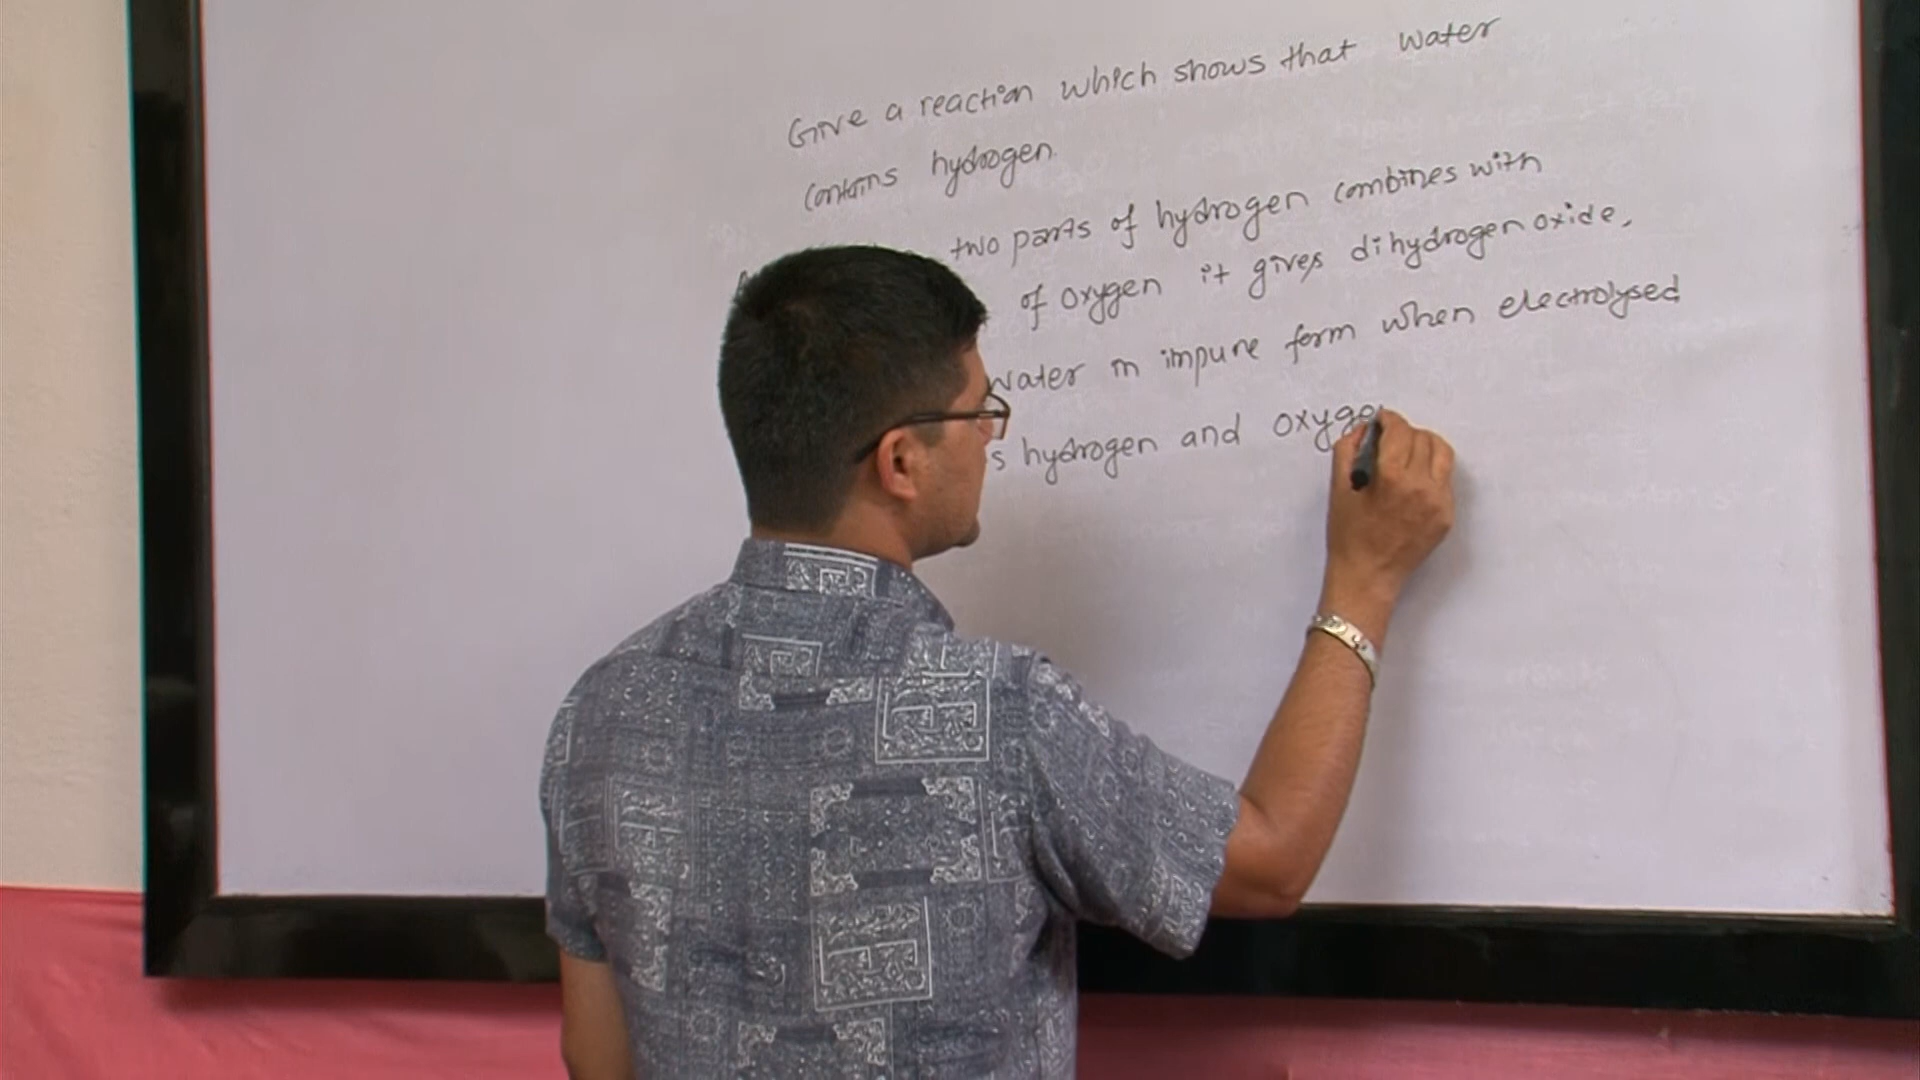 Give a reaction which shows that water
contains hydrogen.
two parts of hydrogen combines with
of oxygen it gives dihydrogen oxide.
water in impure form when electrolysed
s hydrogen and oxyge